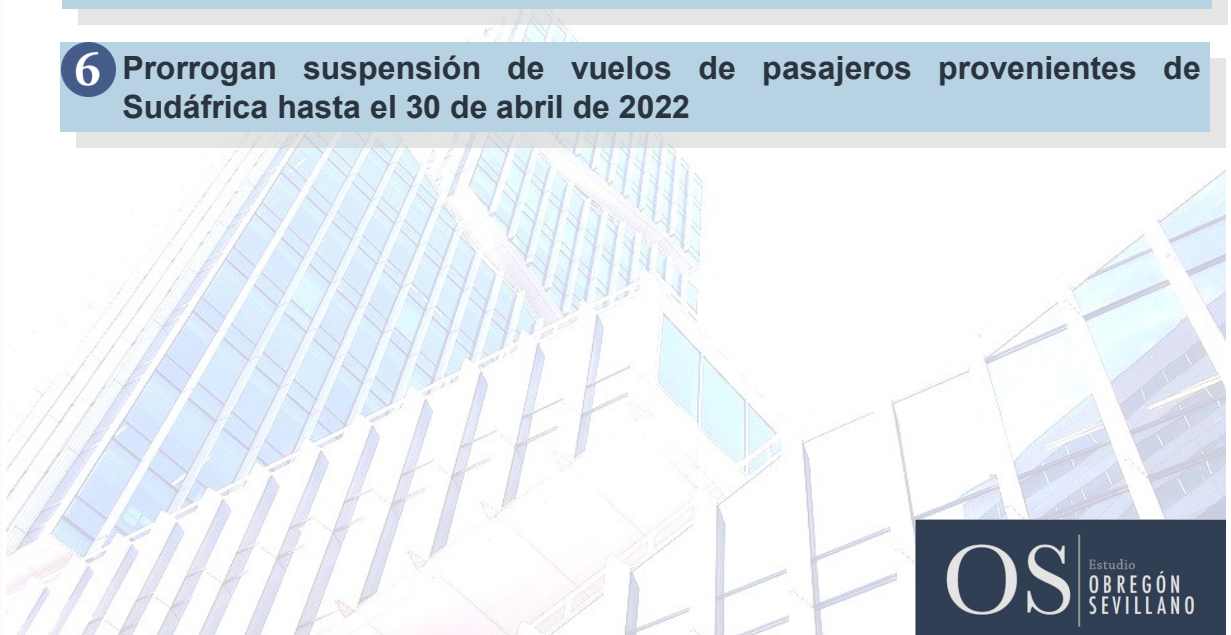 6 Prorrogan suspensión de vuelos de pasajeros provenientes de
Sudáfrica hasta el 30 de abril de 2022
OS
Estudio
OBREGÓN
SEVILLANO